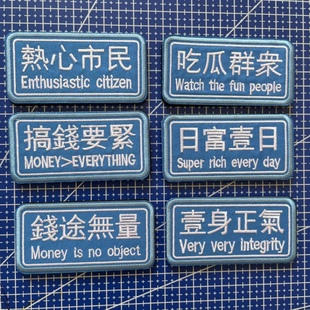 熱心市民
Enthusiastic citizen
吃瓜群衆
Watch the fun people
搞錢要緊
MONEY>EVERYTHING
日富壹日
Super rich every day
錢途無量
Money is no object
壹身正氣
Very very integrity